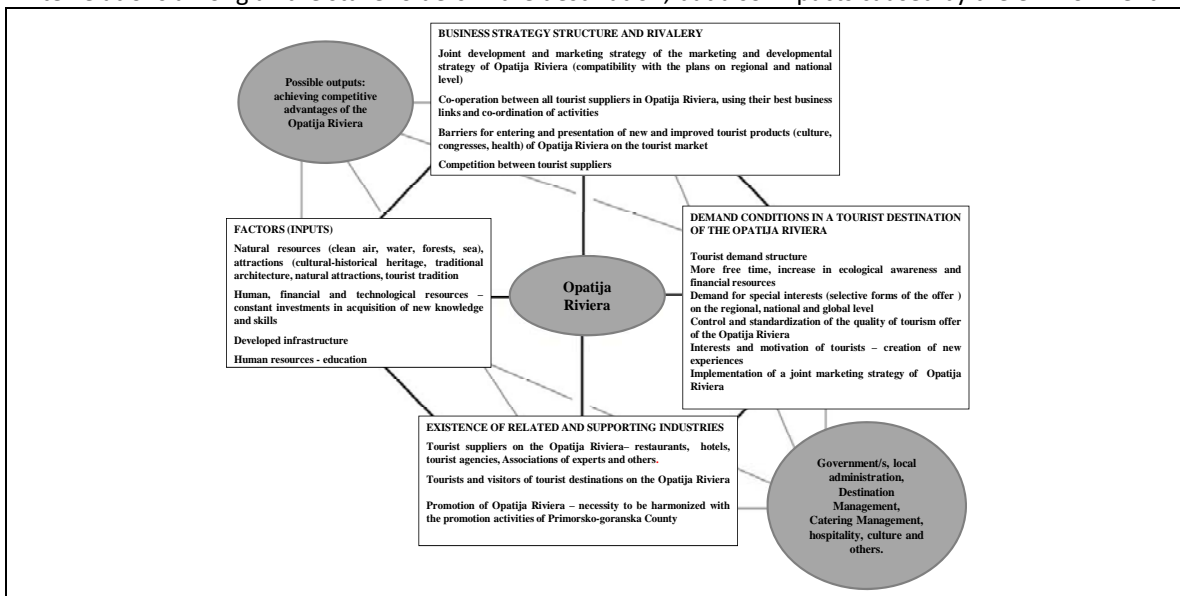 BUSINESS STRATEGY STRUCTURE AND RIVALERY
Joint development and marketing strategy of the marketing and developmental
strategy of Opatija Riviera (compatibility with the plans on regional and national
level)
Co-operation between all tourist suppliers in Opatija Riviera, using their best business
links and co-ordination of activities
Barriers for entering and presentation of new and improved tourist products (culture,
congresses, health) of Opatija Riviera on the tourist market
Competition between tourist suppliers
Possible outputs:
achieving competitive
advantages of the
Opatija Riviera
FACTORS (INPUTS)
Natural resources (clean air, water, forests, sea),
attractions (cultural-historical heritage, traditional
architecture, natural attractions, tourist tradition
Human, financial and technological resources –
constant investments in acquisition of new knowledge
and skills
Developed infrastructure
Human resources - education
Opatija
Riviera
DEMAND CONDITIONS IN A TOURIST DESTINATION
OF THE OPATIJA RIVIERA
Tourist demand structure
More free time, increase in ecological awareness and
financial resources
Demand for special interests (selective forms of the offer )
on the regional, national and global level
Control and standardization of the quality of tourism offer
of the Opatija Riviera
Interests and motivation of tourists – creation of new
experiences
Implementation of a joint marketing strategy of Opatija
Riviera
EXISTENCE OF RELATED AND SUPPORTING INDUSTRIES
Tourist suppliers on the Opatija Riviera– restaurants, hotels,
tourist agencies, Associations of experts and others.
Tourists and visitors of tourist destinations on the Opatija Riviera
Promotion of Opatija Riviera – necessity to be harmonized with
the promotion activities of Primorsko-goranska County
Government/s, local
administration,
Destination
Management,
Catering Management,
hospitality, culture and
others.